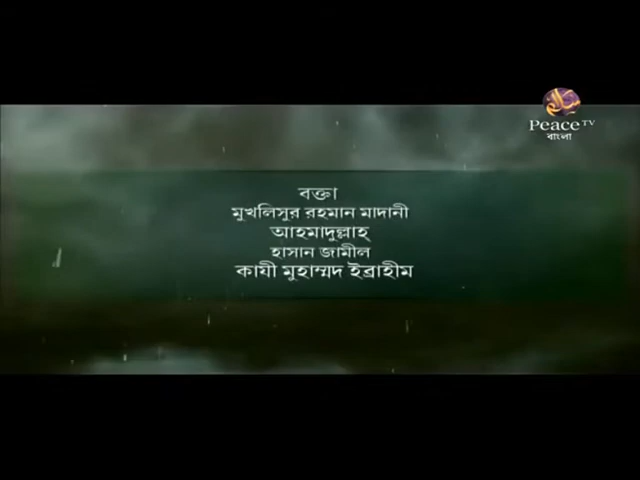 Peace TV
বাংলা
বক্তা
মুখলিসুর রহমান মাদানী
আহমাদুল্লাহ্
হাসান জামীল
কাযী মুহাম্মদ ইব্রাহীম